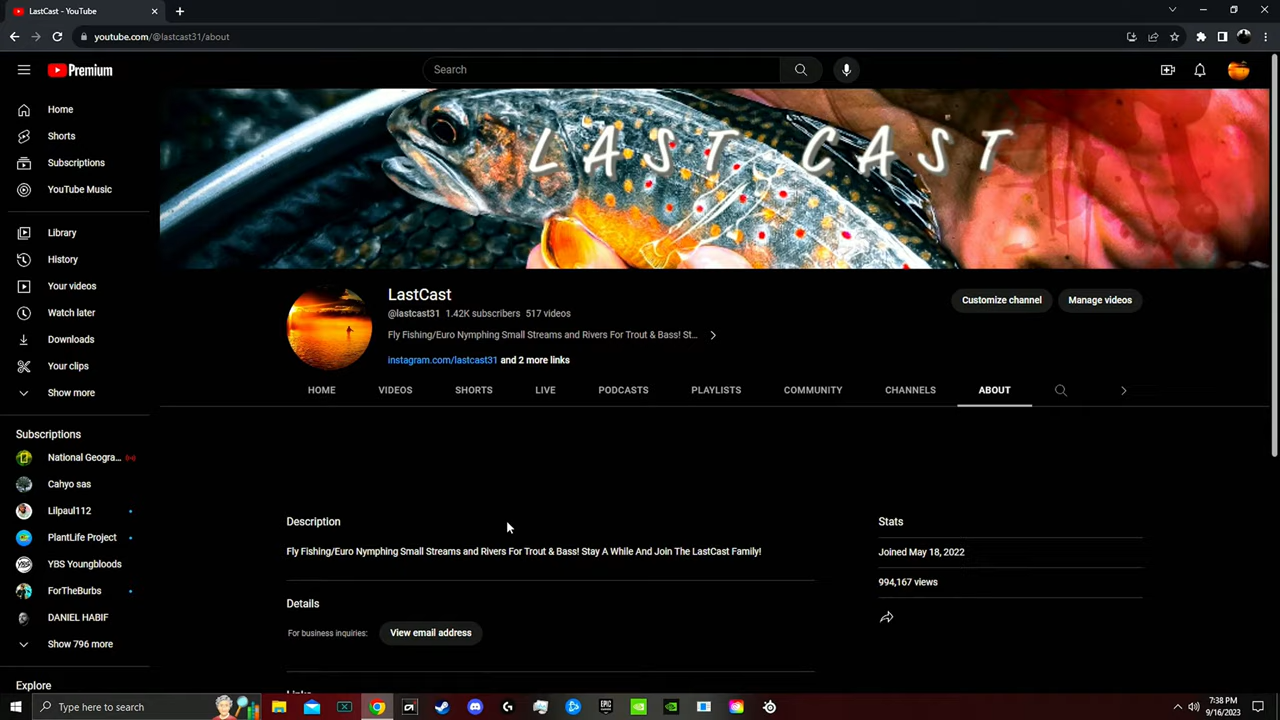 LastCast - YouTube
youtube.com/@lastcast31/about
Premium
Search
Home
Shorts
Subscriptions
YouTube Music
Library
History
Your videos
Watch later
Downloads
Your clips
Show more
Subscriptions
National Geogra...
Cahyo sas
Lilpaul112
PlantLife Project
YBS Youngbloods
ForTheBurbs
DANIEL HABIF
Show 796 more
Explore
LAST CAST
LastCast
@lastcast31 1.42K subscribers 517 videos
Fly Fishing/Euro Nymphing Small Streams and Rivers For Trout & Bass! St...
instagram.com/lastcast31 and 2 more links
Customize channel
Manage videos
HOME VIDEOS SHORTS LIVE PODCASTS PLAYLISTS COMMUNITY CHANNELS ABOUT
Description
Fly Fishing/Euro Nymphing Small Streams and Rivers For Trout & Bass! Stay A While And Join The LastCast Family!
Details
For business inquiries: View email address
Links
Stats
Joined May 18, 2022
994,167 views
Type here to search
7:38 PM
9/16/2023